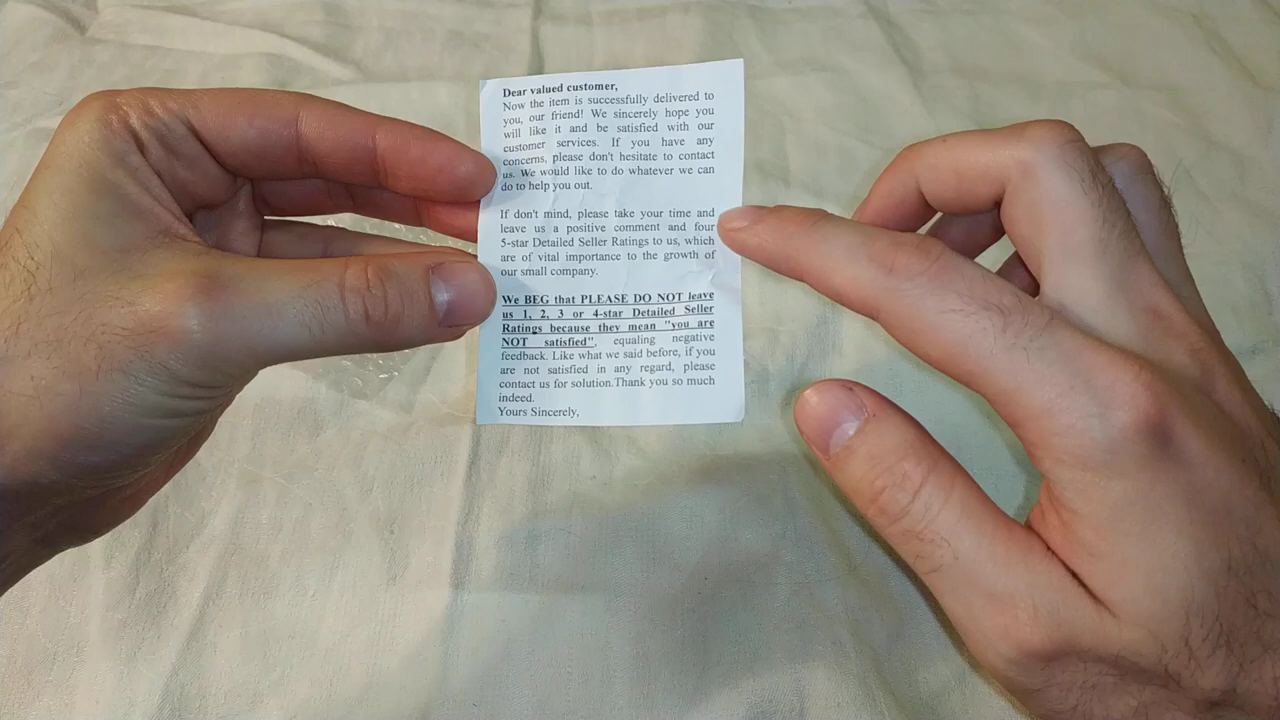 Dear valued customer,
Now the item is successfully delivered to
you, our friend! We sincerely hope you
will like it and be satisfied with our
customer services. If you have any
concerns, please don't hesitate to contact
us. We would like to do whatever we can
do to help you out.
If don't mind, please take your time and
leave us a positive comment and four
5-star Detailed Seller Ratings to us, which
are of vital importance to the growth of
our small company.
We BEG that PLEASE DO NOT leave
us 1, 2, 3 or 4-star Detailed Seller
Ratings because they mean "you are
NOT satisfied", equaling negative
feedback. Like what we said before, if you
are not satisfied in any regard, please
contact us for solution.Thank you so much
indeed.
Yours Sincerely,